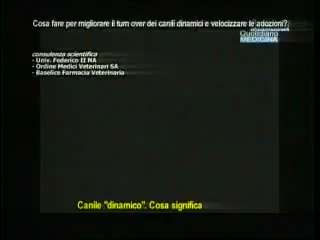 Cosa fare per migliorare il turn over dei canili dinamici e velocizzare le adozioni?
Quotidiano
MEDICINA
consulenza scientifica
- Univ. Federico II NA
- Ordine Medici Veterinari SA
- Baselice Farmacia Veterinaria
Canile "dinamico". Cosa significa